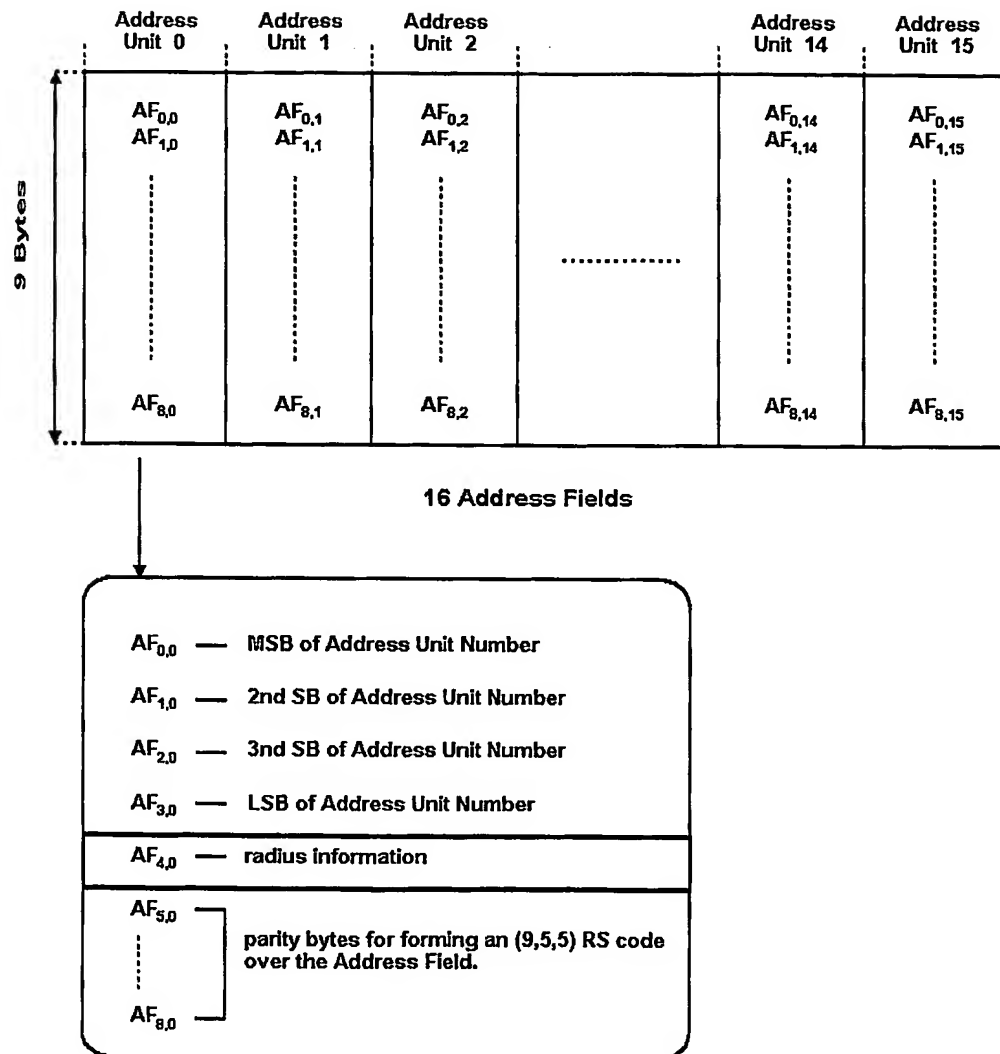 Address Unit 0 Address Unit 1 Address Unit 2 Address Unit 14 Address Unit 15
AF0,0 AF0,1 AF0,2 AF0,14 AF0,15
AF1,0 AF1,1 AF1,2 AF1,14 AF1,15
9 Bytes
AF8,0 AF8,1 AF8,2 AF8,14 AF8,15
16 Address Fields
AF0,0 — MSB of Address Unit Number
AF1,0 — 2nd SB of Address Unit Number
AF2,0 — 3nd SB of Address Unit Number
AF3,0 — LSB of Address Unit Number
AF4,0 — radius information
AF5,0
parity bytes for forming an (9,5,5) RS code
over the Address Field.
AF8,0